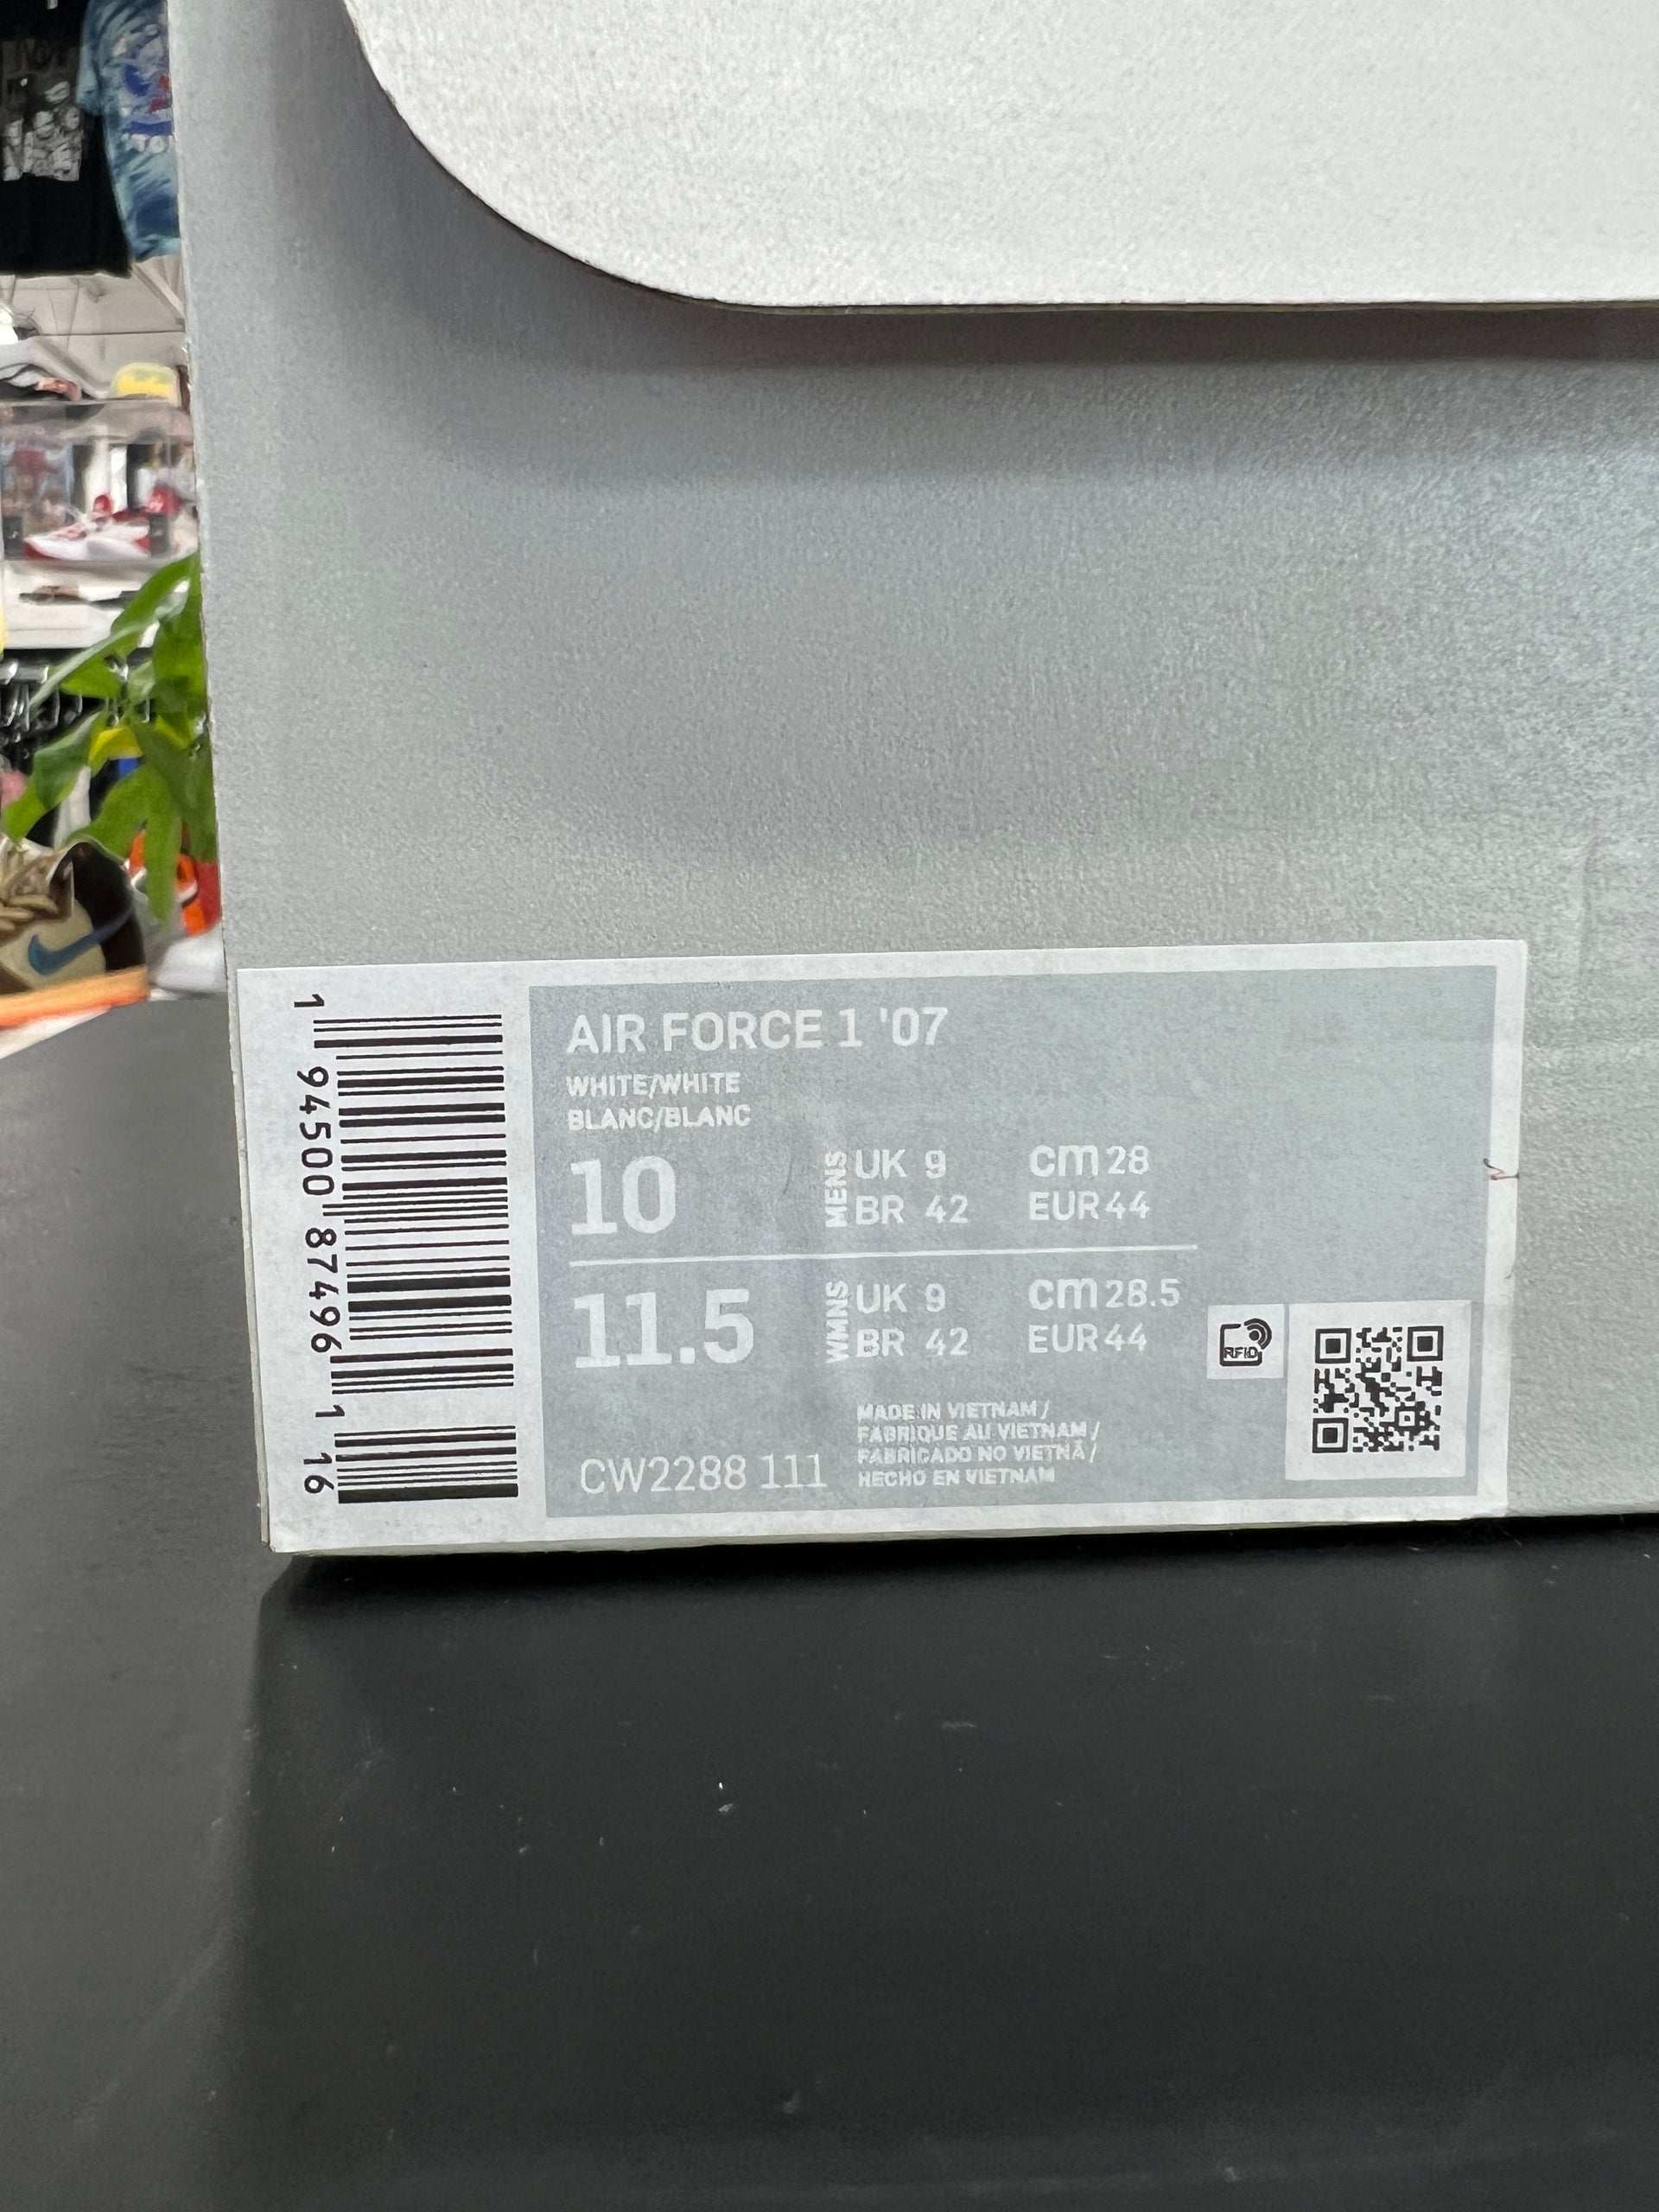 AIR FORCE 1 '07
WHITE/WHITE
BLANC/BLANC
10 MENS UK 9 cm 28
BR 42 EUR 44
11.5 WMNS UK 9 cm 28.5
BR 42 EUR 44
RFID
MADE IN VIETNAM /
FABRIQUE AU VIETNAM /
FABRICADO NO VIETNÃ /
HECHO EN VIETNAM
CW2288 111
1 94500 87496 1 16